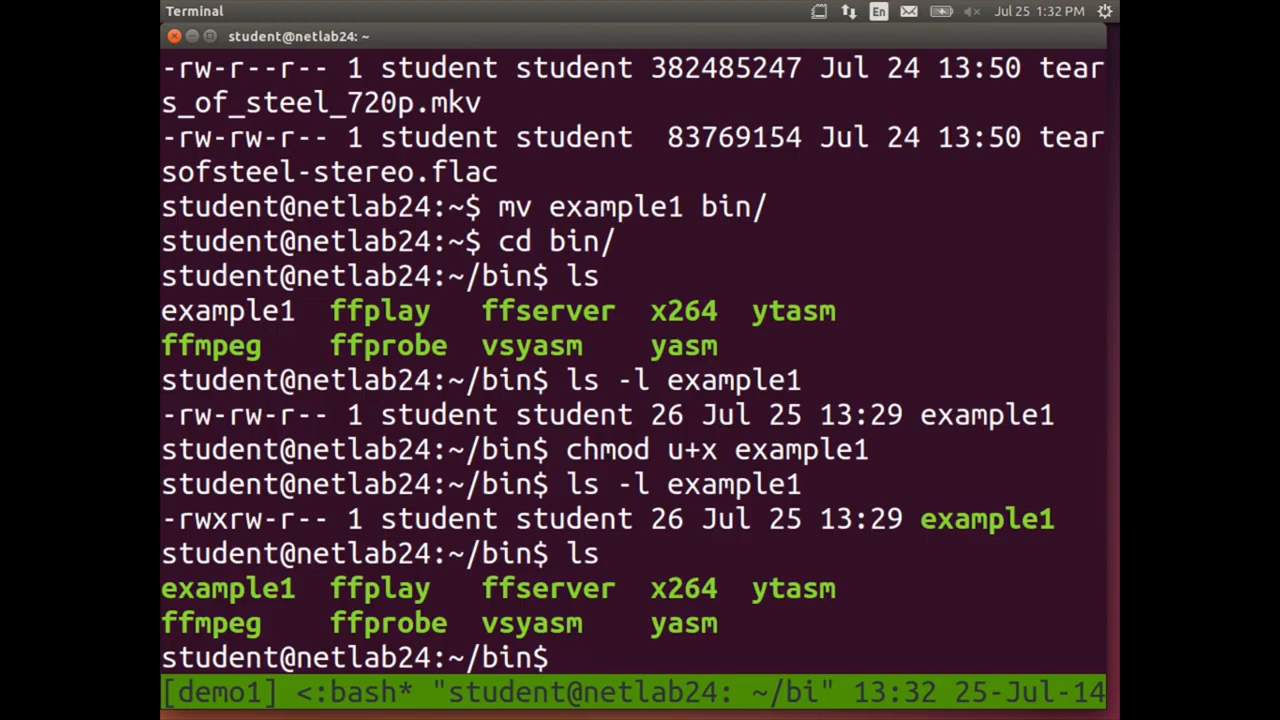 Terminal
En
Jul 25 1:32 PM
student@netlab24: ~
-rw-r--r-- 1 student student 382485247 Jul 24 13:50 tear
s_of_steel_720p.mkv
-rw-rw-r-- 1 student student  83769154 Jul 24 13:50 tear
sofsteel-stereo.flac
student@netlab24:~$ mv example1 bin/
student@netlab24:~$ cd bin/
student@netlab24:~/bin$ ls
example1  ffplay   ffserver  x264  ytasm
ffmpeg    ffprobe  vsyasm    yasm
student@netlab24:~/bin$ ls -l example1
-rw-rw-r-- 1 student student 26 Jul 25 13:29 example1
student@netlab24:~/bin$ chmod u+x example1
student@netlab24:~/bin$ ls -l example1
-rwxrw-r-- 1 student student 26 Jul 25 13:29 example1
student@netlab24:~/bin$ ls
example1  ffplay   ffserver  x264  ytasm
ffmpeg    ffprobe  vsyasm    yasm
student@netlab24:~/bin$
[demo1] <:bash* "student@netlab24: ~/bi" 13:32 25-Jul-14